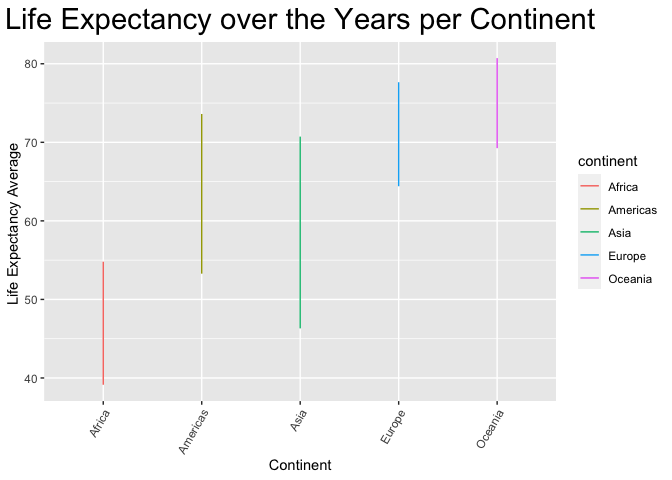 Life Expectancy over the Years per Continent
Life Expectancy Average
80
70
60
50
40
Africa
Americas
Asia
Europe
Oceania
Continent
continent
Africa
Americas
Asia
Europe
Oceania